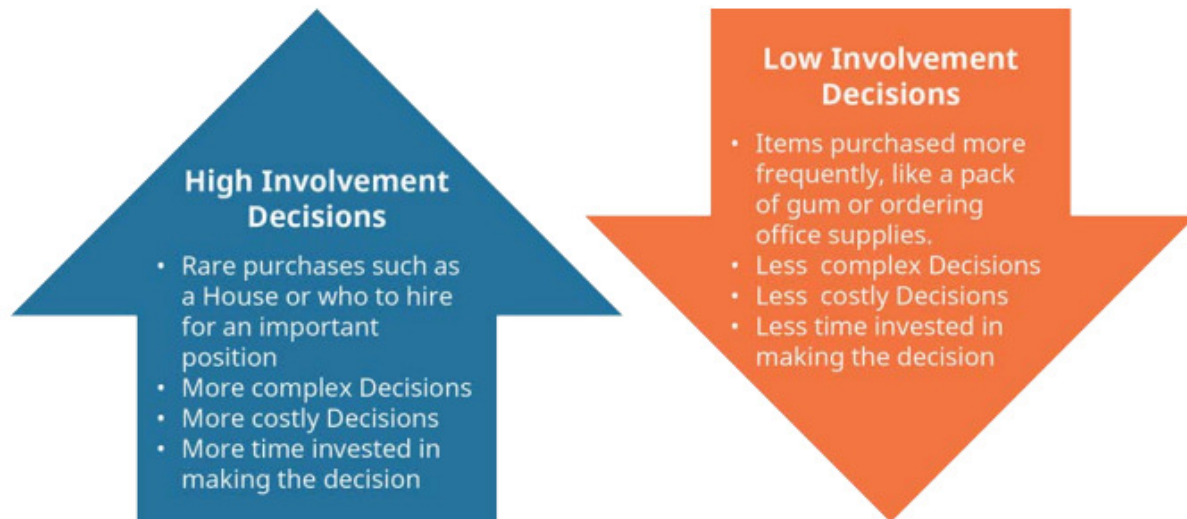 High Involvement
Decisions
• Rare purchases such as
a House or who to hire
for an important
position
• More complex Decisions
• More costly Decisions
• More time invested in
making the decision
Low Involvement
Decisions
• Items purchased more
frequently, like a pack
of gum or ordering
office supplies.
• Less complex Decisions
• Less costly Decisions
• Less time invested in
making the decision